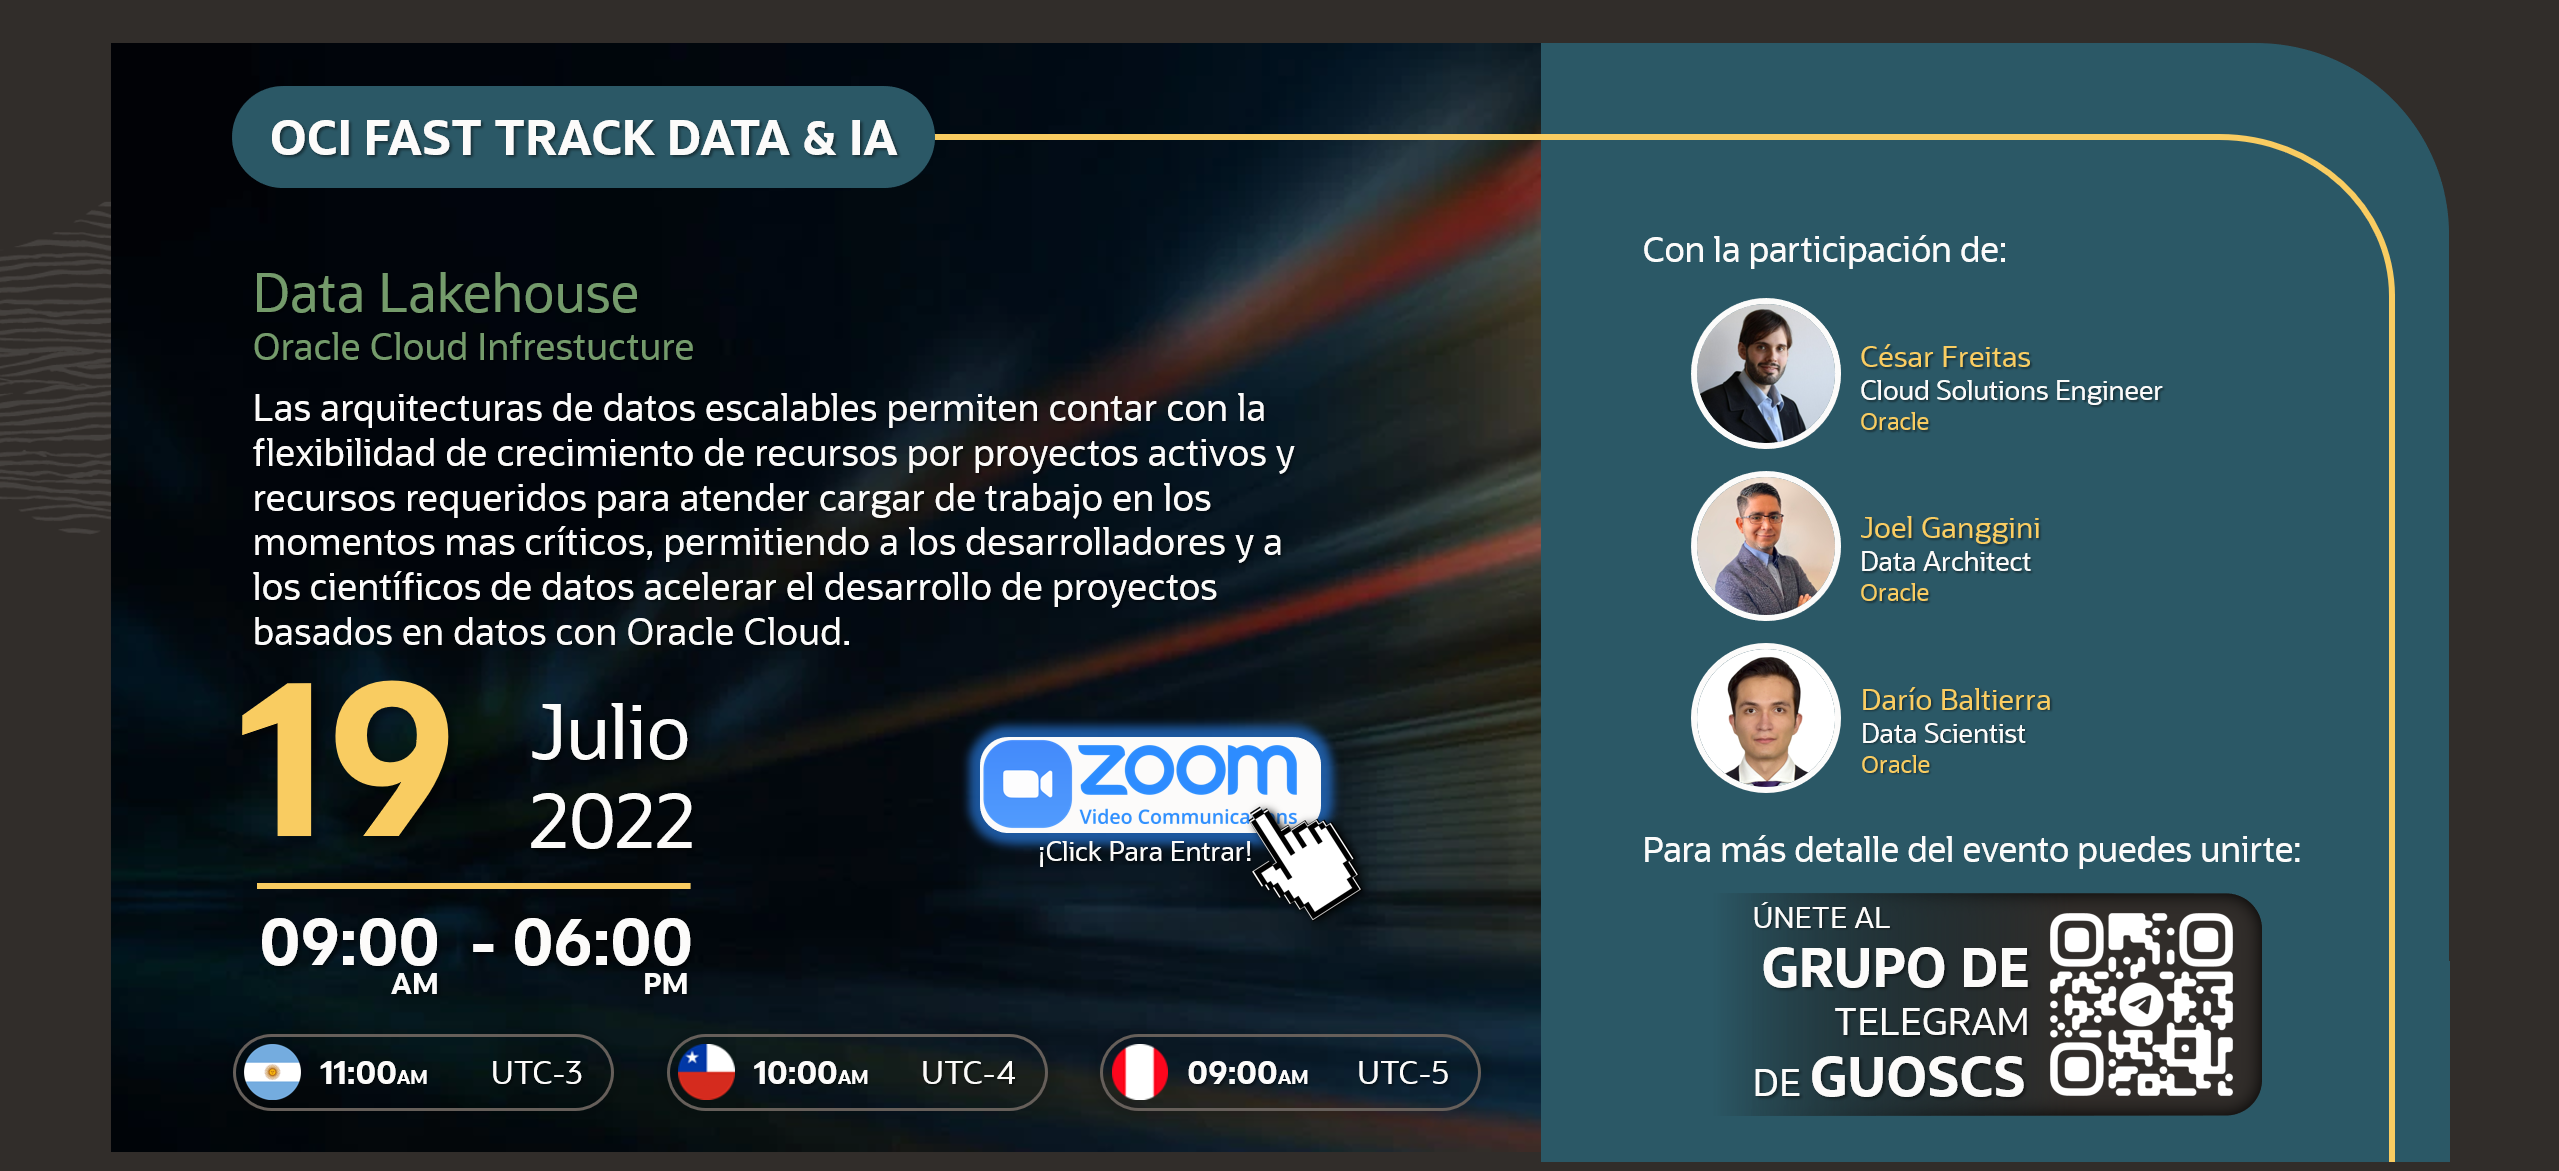 OCI FAST TRACK DATA & IA
Data Lakehouse
Oracle Cloud Infrestucture
Las arquitecturas de datos escalables permiten contar con la
flexibilidad de crecimiento de recursos por proyectos activos y
recursos requeridos para atender cargar de trabajo en los
momentos mas críticos, permitiendo a los desarrolladores y a
los científicos de datos acelerar el desarrollo de proyectos
basados en datos con Oracle Cloud.
19
Julio
2022
09:00 AM - 06:00 PM
zoom
Video
¡Click Para Entrar!
11:00AM UTC-3
10:00AM UTC-4
09:00AM UTC-5
Con la participación de:
César Freitas
Cloud Solutions Engineer
Oracle
Joel Ganggini
Data Architect
Oracle
Darío Baltierra
Data Scientist
Oracle
Para más detalle del evento puedes unirte:
ÚNETE AL
GRUPO DE
TELEGRAM
DE GUOSCS